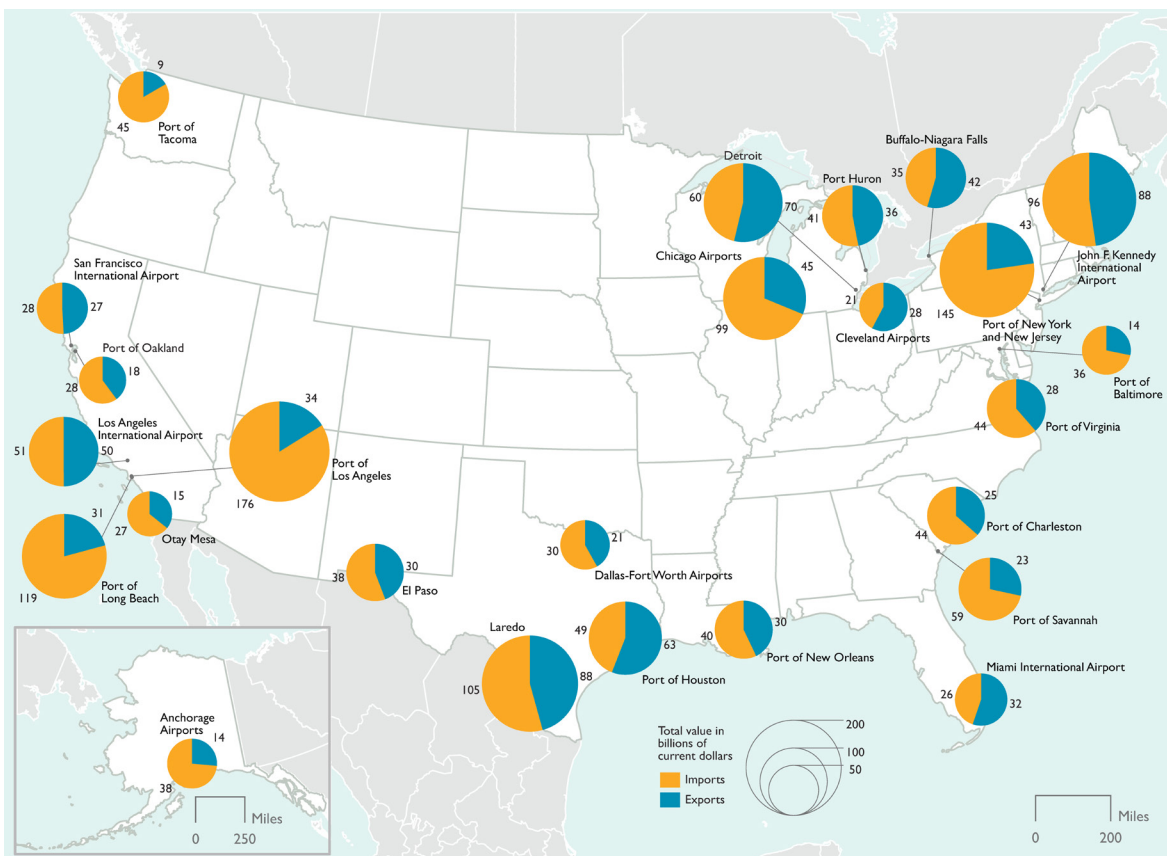 9
45
Port of
Tacoma
San Francisco
International Airport
28
27
Port of Oakland
28
18
Los Angeles
International Airport
51
50
34
176
Port of
Los Angeles
31
119
Port of
Long Beach
15
27
Otay Mesa
38
30
El Paso
30
21
Dallas-Fort Worth Airports
Laredo
105
88
49
63
Port of Houston
40
30
Port of New Orleans
Detroit
60
70
Port Huron
41
36
Buffalo-Niagara Falls
35
42
Chicago Airports
45
99
21
28
Cleveland Airports
96
88
John F. Kennedy
International
Airport
43
145
Port of New York
and New Jersey
14
36
Port of
Baltimore
28
44
Port of Virginia
25
44
Port of Charleston
23
59
Port of Savannah
Miami International Airport
26
32
Anchorage
Airports
14
38
Miles
0
250
Total value in
billions of
current dollars
Imports
Exports
200
100
50
Miles
0
200